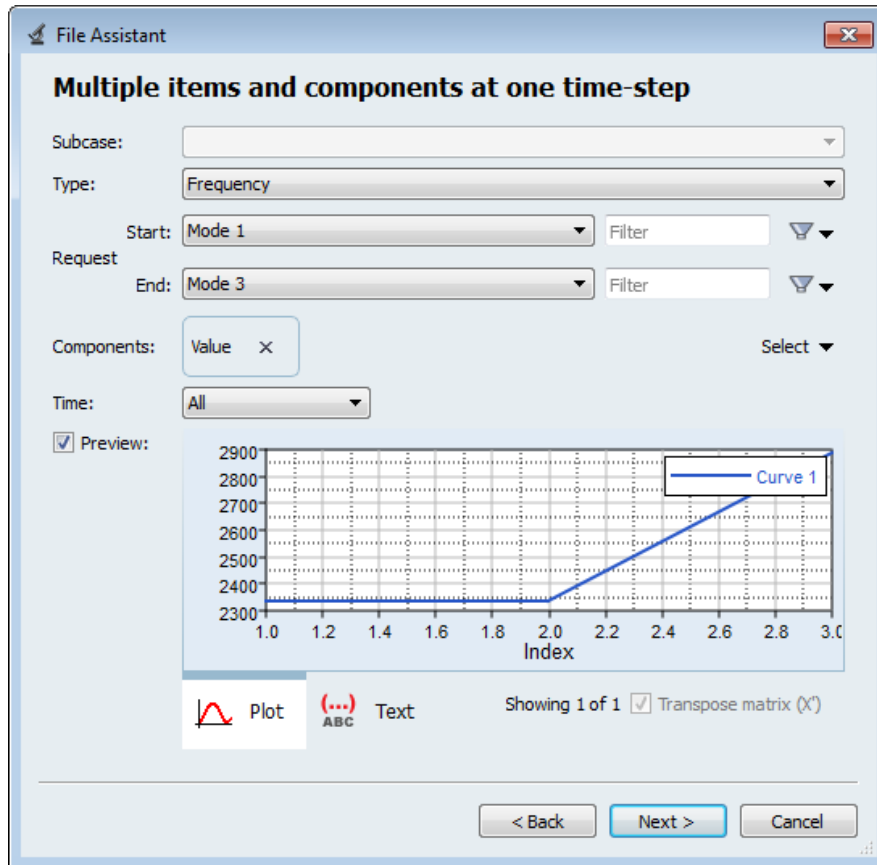 File Assistant
Multiple items and components at one time-step
Subcase:
Type: Frequency
Start: Mode 1 Filter
Request
End: Mode 3 Filter
Components: Value × Select
Time: All
Preview:
2900
2800
2700
2600
2500
2400
2300
Curve 1
1.0 1.2 1.4 1.6 1.8 2.0 2.2 2.4 2.6 2.8 3.0
Index
Plot (...) ABC Text Showing 1 of 1 Transpose matrix (X')
< Back Next > Cancel